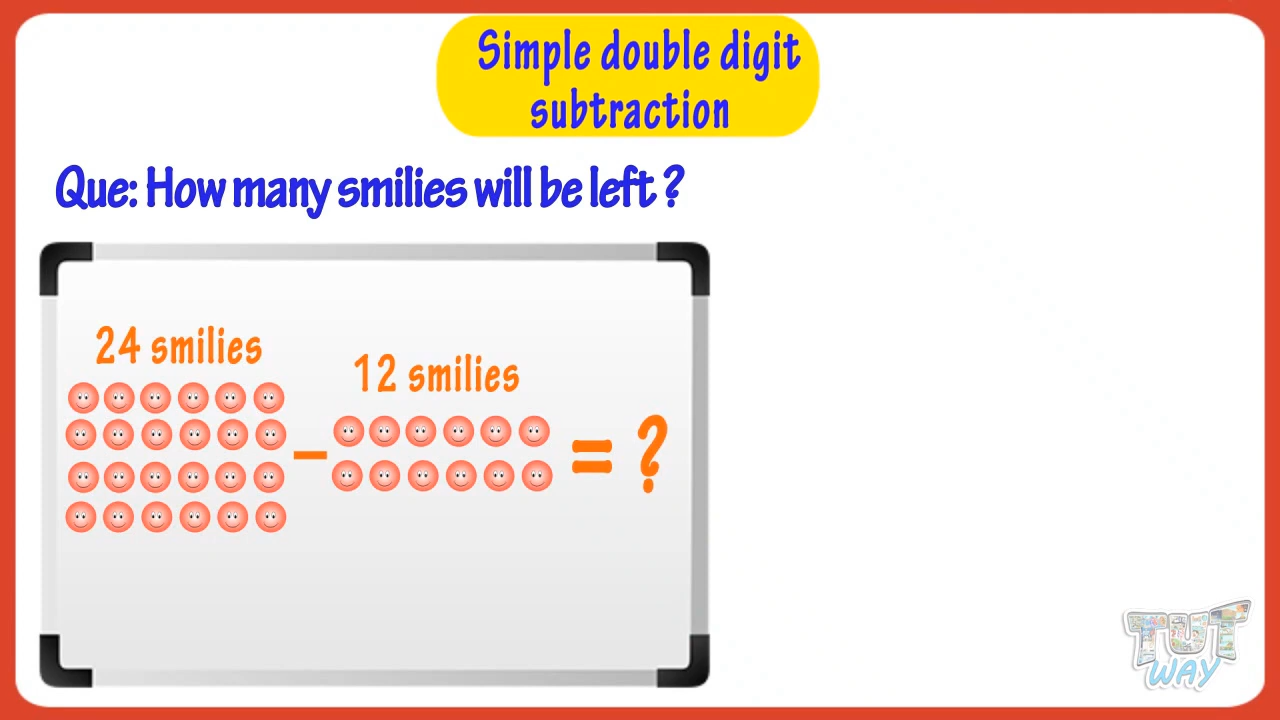 Simple double digit
subtraction
Que: How many smilies will be left ?
24 smilies
12 smilies
- = ?
TUT
WAY